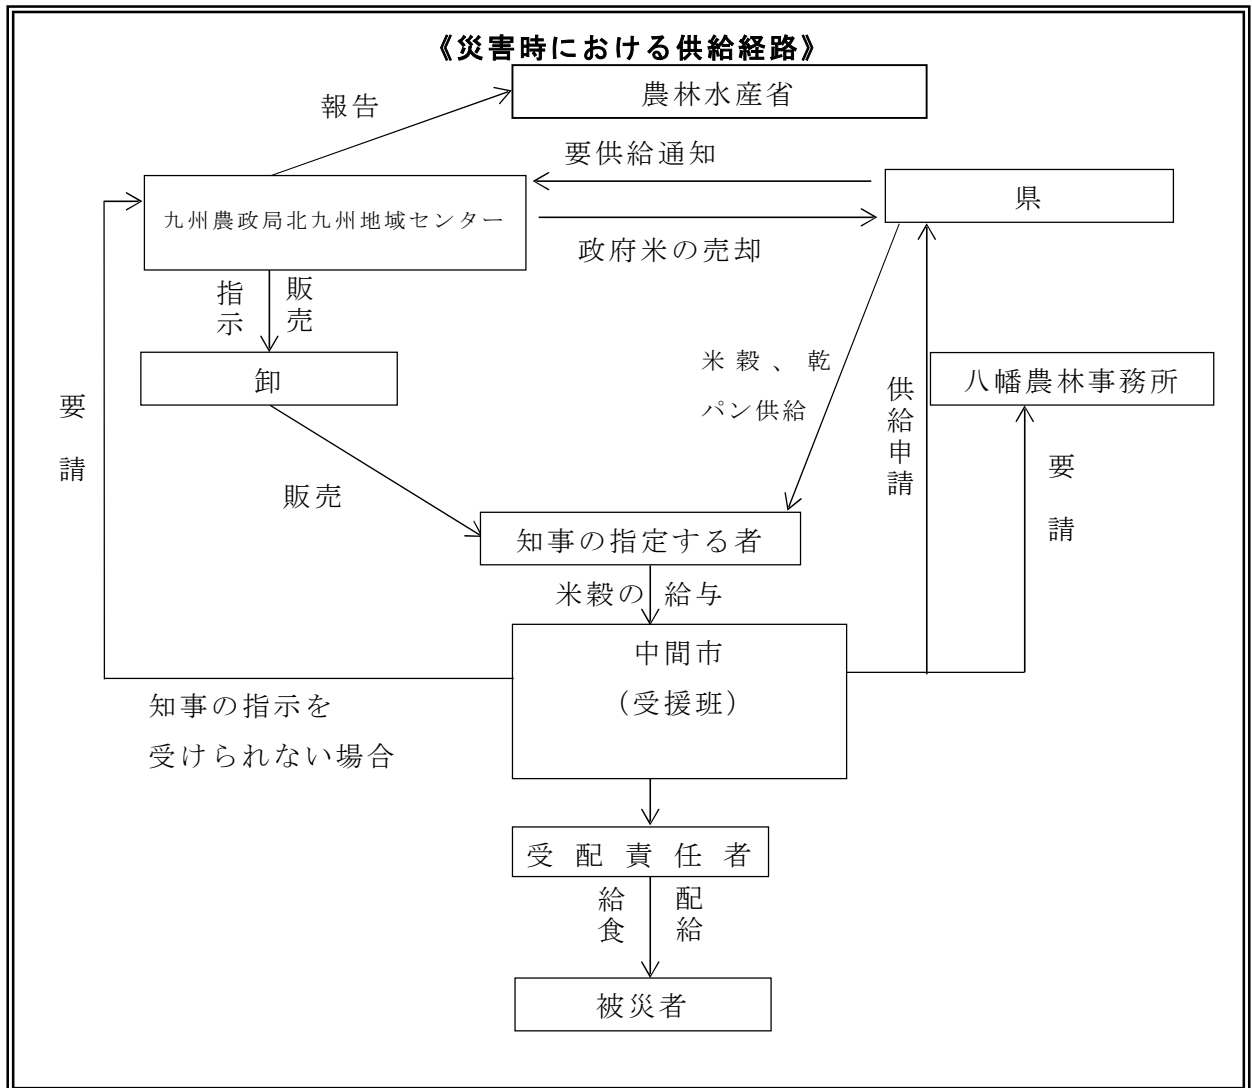 《災害時における供給経路》
農林水産省
報告
要供給通知
県
九州農政局北九州地域センター
政府米の売却
指示
販売
卸
米穀、乾
パン供給
供給申請
八幡農林事務所
要請
要請
販売
知事の指定する者
米穀の給与
中間市
（受援班）
知事の指示を
受けられない場合
受配責任者
給食
配給
被災者